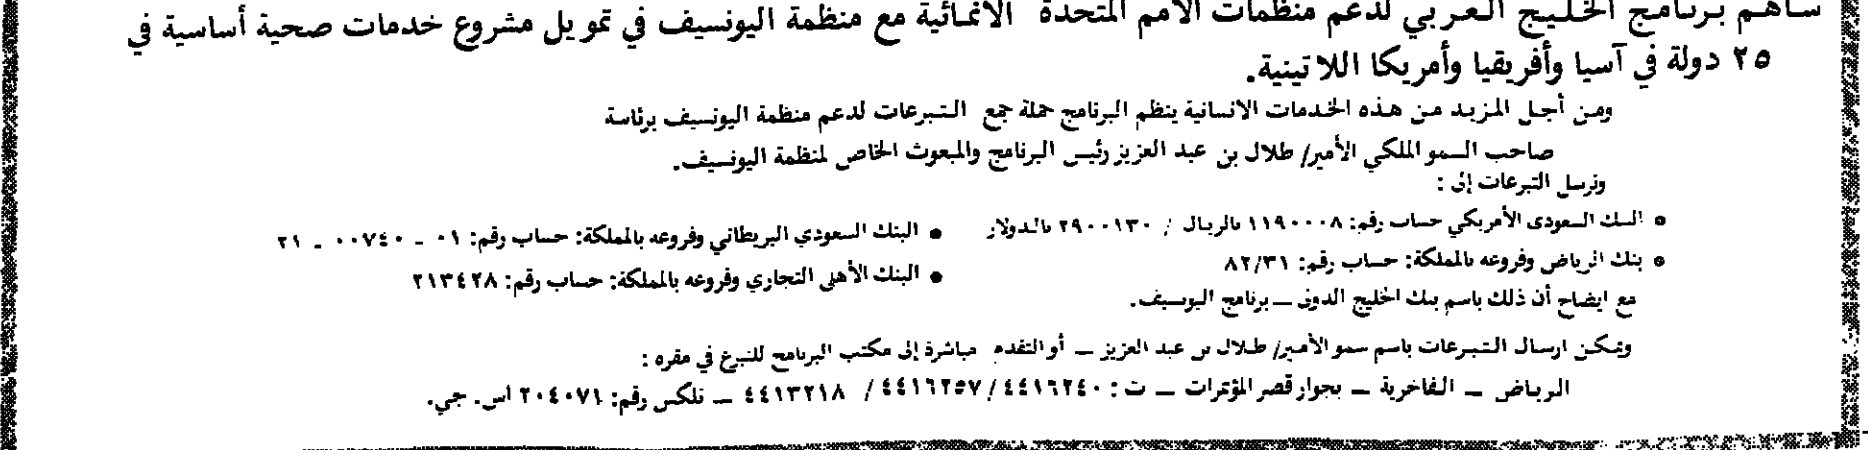 ساهم برنامج الخليج العربي لدعم منظمات الأمم المتحدة الانمائية مع منظمة اليونسيف في تمويل مشروع خدمات صحية أساسية في
٢٥ دولة في آسيا وأفريقيا وأمريكا اللاتينية.
ومن أجل المزيد من هذه الخدمات الانسانية ينظم البرنامج حملة جمع التبرعات لدعم منظمة اليونسيف برئاسة
صاحب السمو الملكي الأمير/ طلال بن عبد العزيز رئيس البرنامج والمبعوث الخاص لمنظمة اليونسيف.
وترسل التبرعات إلى :
● البنك السعودى الأمريكي حساب رقم: ١١٩٠٠٠٨ بالريال / ٢٩٠٠١٣٠ بالدولار
● بنك الرياض وفروعه بالمملكة: حساب رقم: ٨٢/٣١
● البنك السعودي البريطاني وفروعه بالمملكة: حساب رقم: ٠١ - ٠٠٧٤٠ - ٢١
● البنك الأهلى التجاري وفروعه بالمملكة: حساب رقم: ٢١٣٤٢٨
مع ايضاح أن ذلك باسم بنك الخليج الدولى — برنامج اليونسيف.
ويمكن ارسال التبرعات باسم سمو الأمير/ طلال بن عبد العزيز — أو التقدم مباشرة إلى مكتب البرنامج للتبرع في مقره :
الرياض — الفاخرية — بجوار قصر المؤتمرات — ت : ٤٤١٦٢٤٠ / ٤٤١٦٢٥٧ / ٤٤١٣٢١٨ — تلكس رقم: ٢٠٤٠٧١ اس. جي.